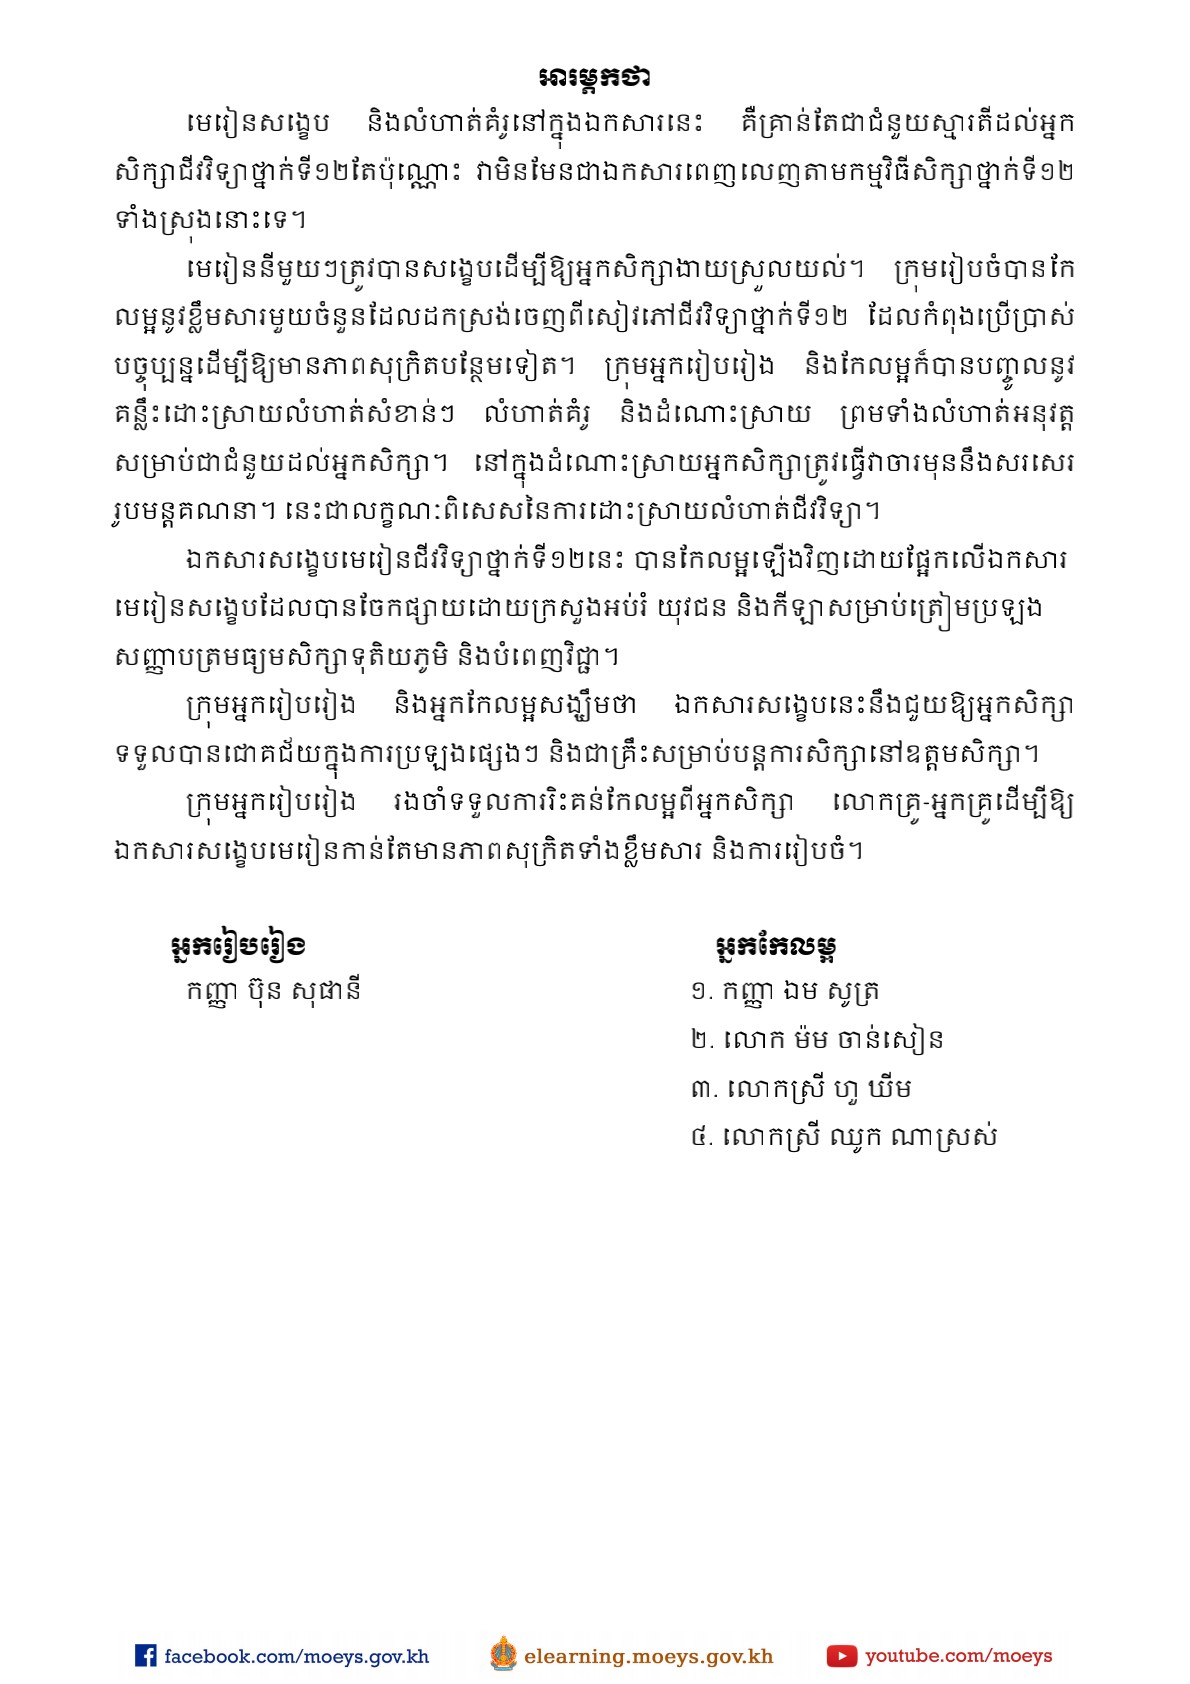 អារម្ភកថា
មេរៀនសង្ខេប និងលំហាត់គំរូនៅក្នុងឯកសារនេះ គឺគ្រាន់តែជាជំនួយស្មារតីដល់អ្នក
សិក្សាជីវវិទ្យាថ្នាក់ទី១២តែប៉ុណ្ណោះ វាមិនមែនជាឯកសារពេញលេញតាមកម្មវិធីសិក្សាថ្នាក់ទី១២
ទាំងស្រុងនោះទេ។
មេរៀននីមួយៗត្រូវបានសង្ខេបដើម្បីឱ្យអ្នកសិក្សាងាយស្រួលយល់។ ក្រុមរៀបចំបានកែ
លម្អនូវខ្លឹមសារមួយចំនួនដែលដកស្រង់ចេញពីសៀវភៅជីវវិទ្យាថ្នាក់ទី១២ ដែលកំពុងប្រើប្រាស់
បច្ចុប្បន្នដើម្បីឱ្យមានភាពសុក្រិតបន្ថែមទៀត។ ក្រុមអ្នករៀបរៀង និងកែលម្អក៏បានបញ្ចូលនូវ
គន្លឹះដោះស្រាយលំហាត់សំខាន់ៗ លំហាត់គំរូ និងដំណោះស្រាយ ព្រមទាំងលំហាត់អនុវត្ត
សម្រាប់ជាជំនួយដល់អ្នកសិក្សា។ នៅក្នុងដំណោះស្រាយអ្នកសិក្សាត្រូវធ្វើវាចារមុននឹងសរសេរ
រូបមន្តគណនា។ នេះជាលក្ខណៈពិសេសនៃការដោះស្រាយលំហាត់ជីវវិទ្យា។
ឯកសារសង្ខេបមេរៀនជីវវិទ្យាថ្នាក់ទី១២នេះ បានកែលម្អឡើងវិញដោយផ្អែកលើឯកសារ
មេរៀនសង្ខេបដែលបានចែកផ្សាយដោយក្រសួងអប់រំ យុវជន និងកីឡាសម្រាប់ត្រៀមប្រឡង
សញ្ញាបត្រមធ្យមសិក្សាទុតិយភូមិ និងបំពេញវិជ្ជា។
ក្រុមអ្នករៀបរៀង និងអ្នកកែលម្អសង្ឃឹមថា ឯកសារសង្ខេបនេះនឹងជួយឱ្យអ្នកសិក្សា
ទទួលបានជោគជ័យក្នុងការប្រឡងផ្សេងៗ និងជាគ្រឹះសម្រាប់បន្តការសិក្សានៅឧត្តមសិក្សា។
ក្រុមអ្នករៀបរៀង រងចាំទទួលការរិះគន់កែលម្អពីអ្នកសិក្សា លោកគ្រូ-អ្នកគ្រូដើម្បីឱ្យ
ឯកសារសង្ខេបមេរៀនកាន់តែមានភាពសុក្រិតទាំងខ្លឹមសារ និងការរៀបចំ។
អ្នករៀបរៀង
កញ្ញា ប៊ុន សុផានី
អ្នកកែលម្អ
១. កញ្ញា ឯម សូត្រ
២. លោក ម៉ម ចាន់សៀន
៣. លោកស្រី ហួ ឃីម
៤. លោកស្រី ឈូក ណាស្រស់
facebook.com/moeys.gov.kh elearning.moeys.gov.kh youtube.com/moeys